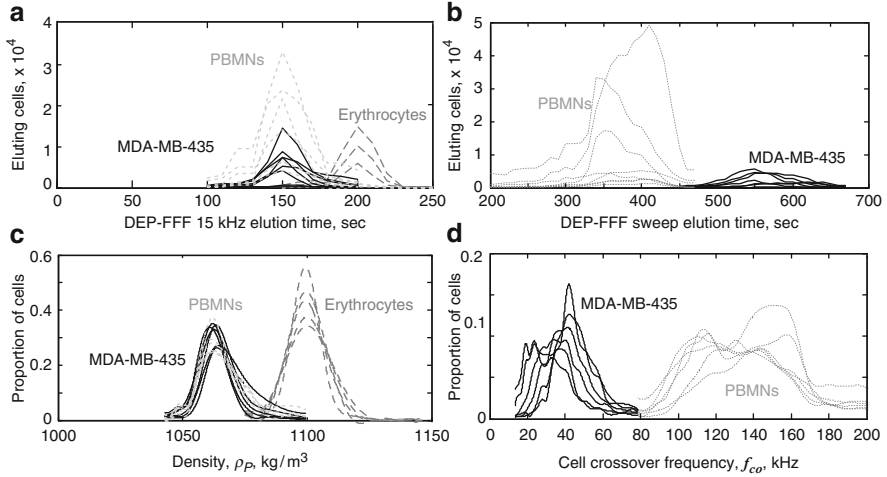 a
Eluting cells, x 10⁴
4
3
2
1
0
PBMNs
Erythrocytes
MDA-MB-435
0 50 100 150 200 250
DEP-FFF 15 kHz elution time, sec
b
Eluting cells, x 10⁴
5
4
3
2
1
0
PBMNs
MDA-MB-435
200 300 400 500 600 700
DEP-FFF sweep elution time, sec
c
Proportion of cells
0.6
0.4
0.2
0
PBMNs
Erythrocytes
MDA-MB-435
1000 1050 1100 1150
Density, ρP, kg/m³
d
Proportion of cells
0.2
0.1
0
MDA-MB-435
PBMNs
0 20 40 60 80 100 120 140 160 180 200
Cell crossover frequency, fco, kHz